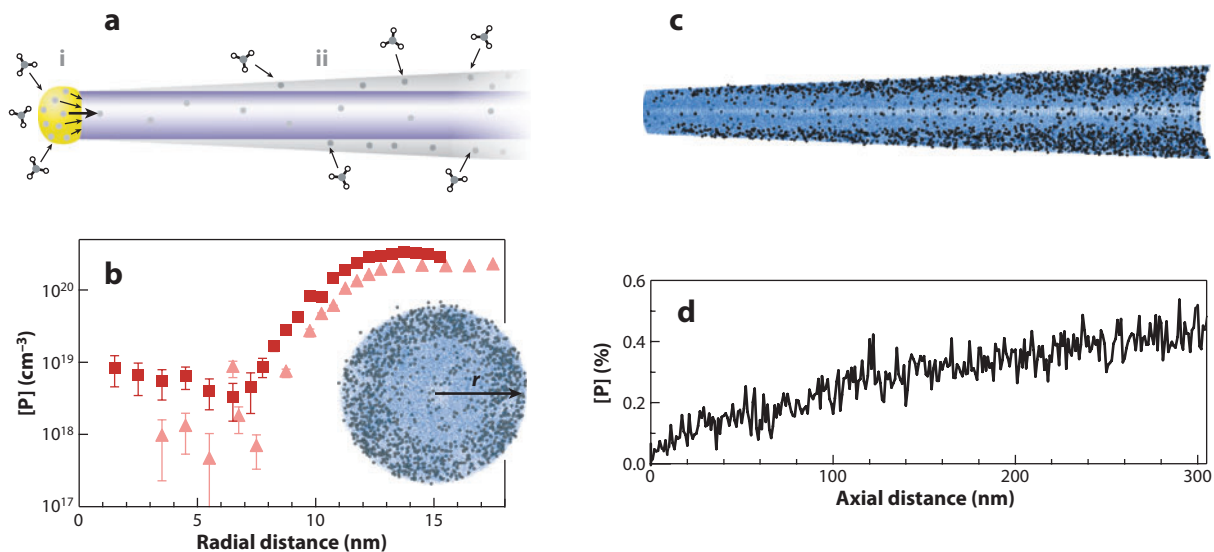 a
i
ii
c
b
10²⁰
10¹⁹
10¹⁸
10¹⁷
[P] (cm⁻³)
r
0 5 10 15
Radial distance (nm)
d
0.6
0.4
0.2
0.0
[P] (%)
0 100 200 300
Axial distance (nm)